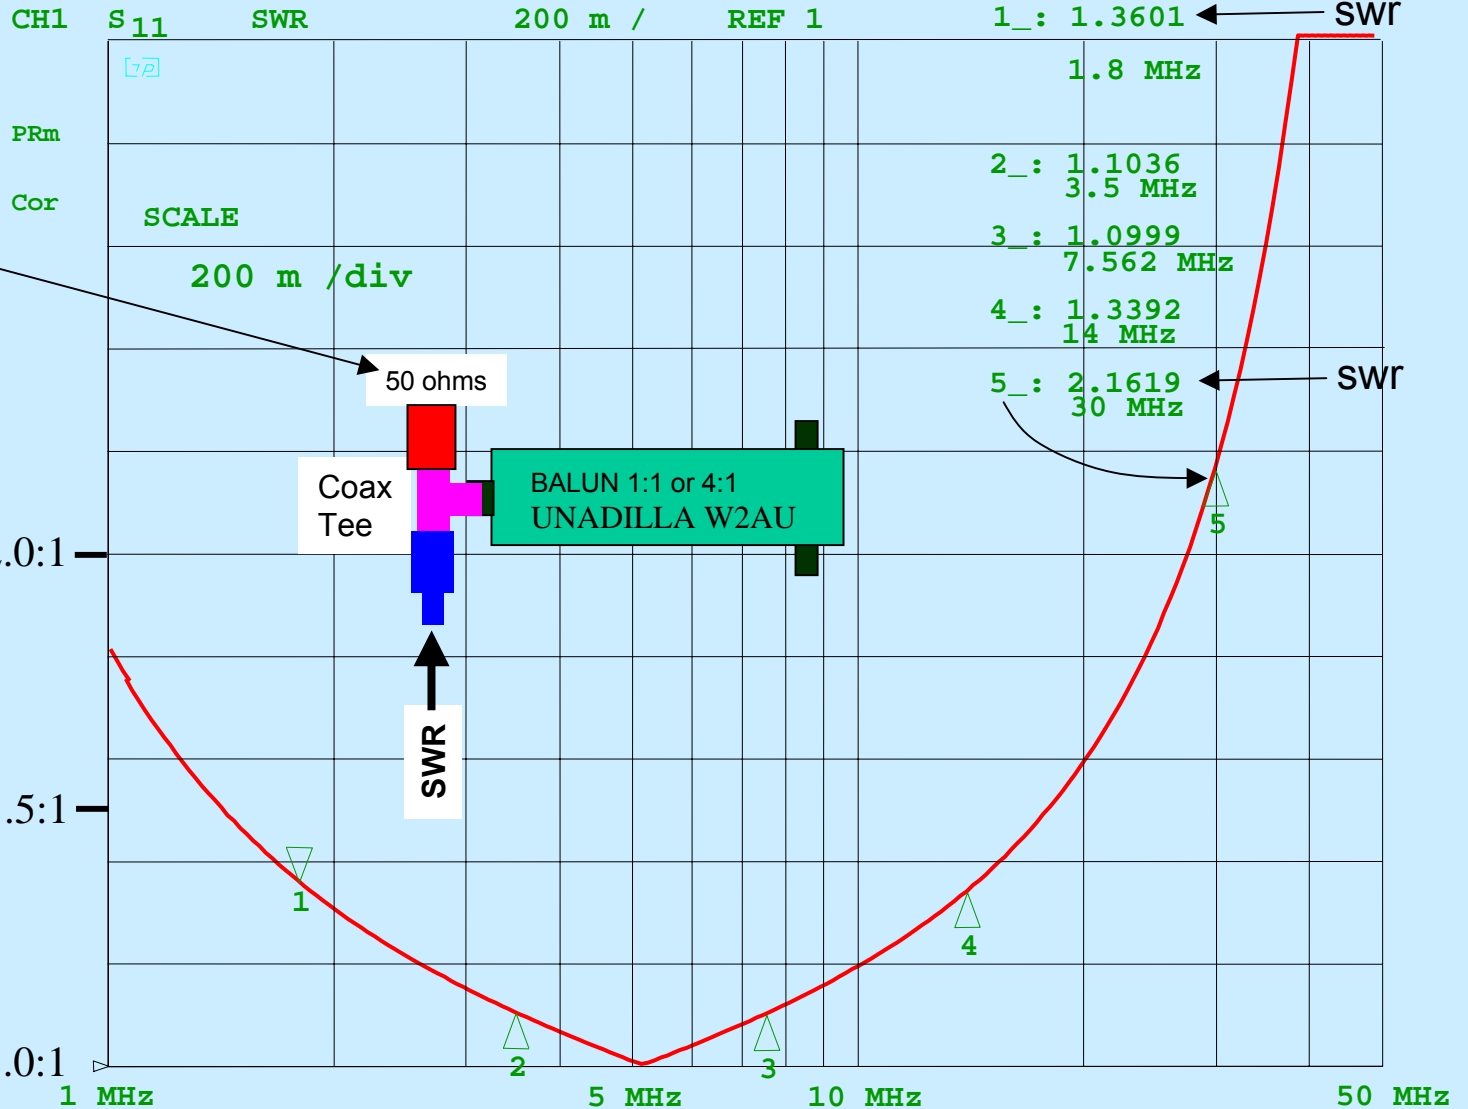 CH1 S11 SWR 200 m / REF 1 1_: 1.3601 swr
1.8 MHz
PRm
2_: 1.1036
3.5 MHz
Cor
SCALE
3_: 1.0999
7.562 MHz
200 m /div
4_: 1.3392
14 MHz
50 ohms
5_: 2.1619 swr
30 MHz
Coax
Tee
BALUN 1:1 or 4:1
UNADILLA W2AU
5
.0:1
SWR
.5:1
1
4
2
3
.0:1
1 MHz 5 MHz 10 MHz 50 MHz